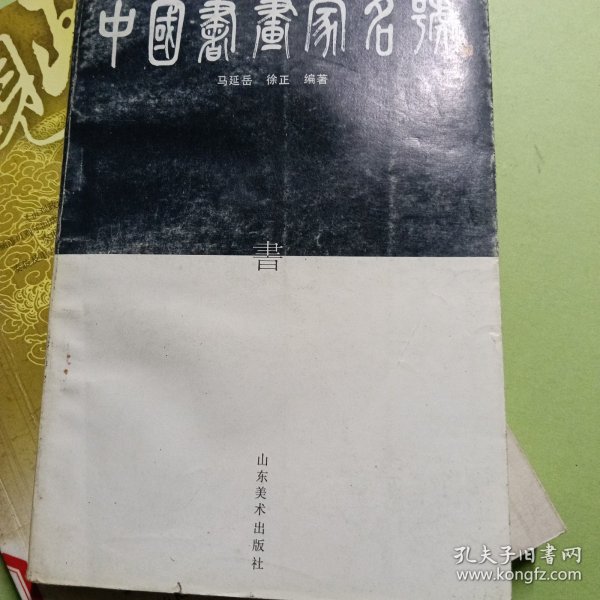 中國書畫家名號
马延岳 徐正 编著
書
山东美术出版社
孔夫子旧书网
www.kongfz.com